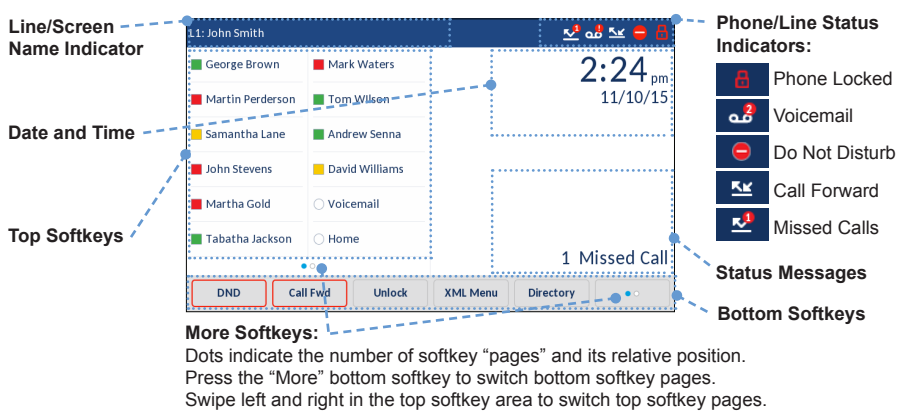 Line/Screen
Name Indicator
Date and Time
Top Softkeys
L1: John Smith
George Brown
Mark Waters
Martin Perderson
Tom WIlson
Samantha Lane
Andrew Senna
John Stevens
David Williams
Martha Gold
Voicemail
Tabatha Jackson
Home
2:24 pm
11/10/15
1 Missed Call
DND
Call Fwd
Unlock
XML Menu
Directory
Phone/Line Status
Indicators:
Phone Locked
2
Voicemail
Do Not Disturb
Call Forward
1
Missed Calls
Status Messages
Bottom Softkeys
More Softkeys:
Dots indicate the number of softkey “pages” and its relative position.
Press the “More” bottom softkey to switch bottom softkey pages.
Swipe left and right in the top softkey area to switch top softkey pages.